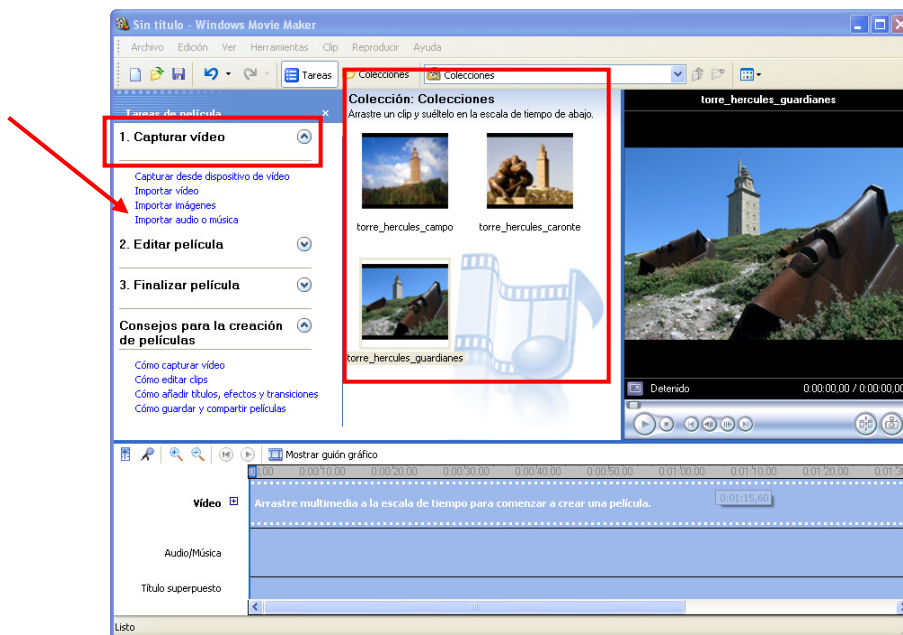 Sin título - Windows Movie Maker
Archivo Edición Ver Herramientas Clip Reproducir Ayuda
Tareas Colecciones Colecciones
Tareas de película
1. Capturar vídeo
Capturar desde dispositivo de vídeo
Importar vídeo
Importar imágenes
Importar audio o música
2. Editar película
3. Finalizar película
Consejos para la creación
de películas
Cómo capturar vídeo
Cómo editar clips
Cómo añadir títulos, efectos y transiciones
Cómo guardar y compartir películas
Colección: Colecciones
Arrastre un clip y suéltelo en la escala de tiempo de abajo.
torre_hercules_campo torre_hercules_caronte
torre_hercules_guardianes
torre_hercules_guardianes
Detenido 0:00:00,00 / 0:00:00,00
Mostrar guión gráfico
0:00:10,00 0:00:20,00 0:00:30,00 0:00:40,00 0:00:50,00 0:01:00,00 0:01:10,00 0:01:20,00
Vídeo Arrastre multimedia a la escala de tiempo para comenzar a crear una película. 0:01:15,60
Audio/Música
Título superpuesto
Listo